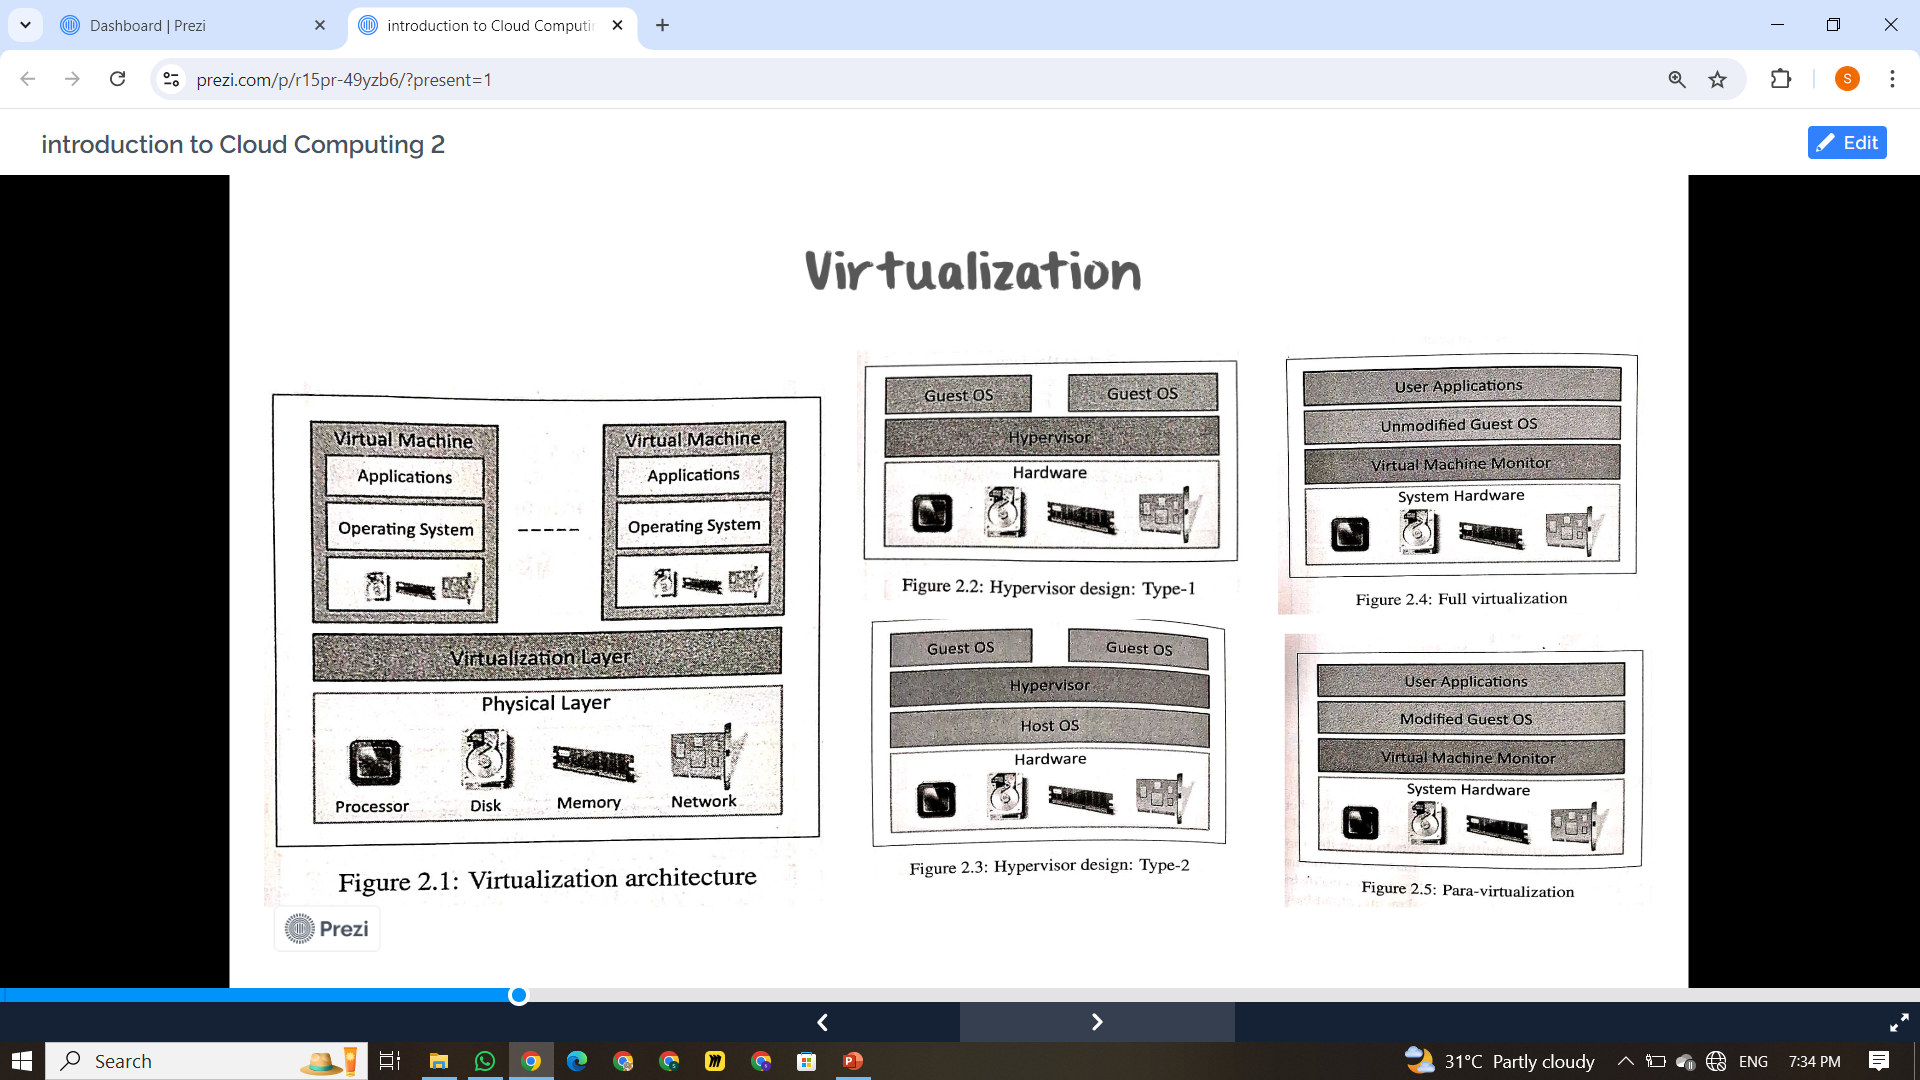 Dashboard | Prezi
introduction to Cloud Computin
prezi.com/p/r15pr-49yzb6/?present=1
S
introduction to Cloud Computing 2
Edit
Virtualization
Virtual Machine
Applications
Operating System
Virtual Machine
Applications
Operating System
Virtualization Layer
Physical Layer
Processor
Disk
Memory
Network
Figure 2.1: Virtualization architecture
Guest OS
Guest OS
Hypervisor
Hardware
Figure 2.2: Hypervisor design: Type-1
Guest OS
Guest OS
Hypervisor
Host OS
Hardware
Figure 2.3: Hypervisor design: Type-2
User Applications
Unmodified Guest OS
Virtual Machine Monitor
System Hardware
Figure 2.4: Full virtualization
User Applications
Modified Guest OS
Virtual Machine Monitor
System Hardware
Figure 2.5: Para-virtualization
Prezi
Search
31°C Partly cloudy
ENG
7:34 PM